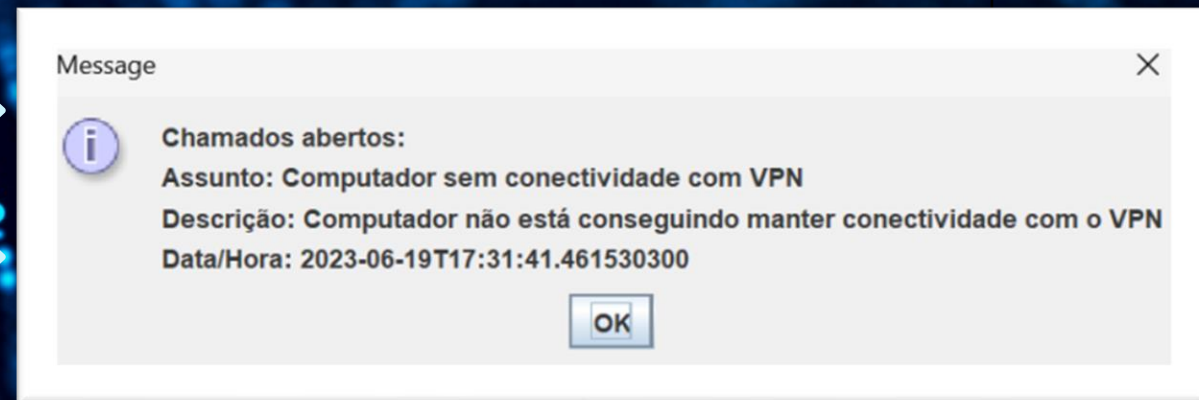 Message
Chamados abertos:
Assunto: Computador sem conectividade com VPN
Descrição: Computador não está conseguindo manter conectividade com o VPN
Data/Hora: 2023-06-19T17:31:41.461530300
OK